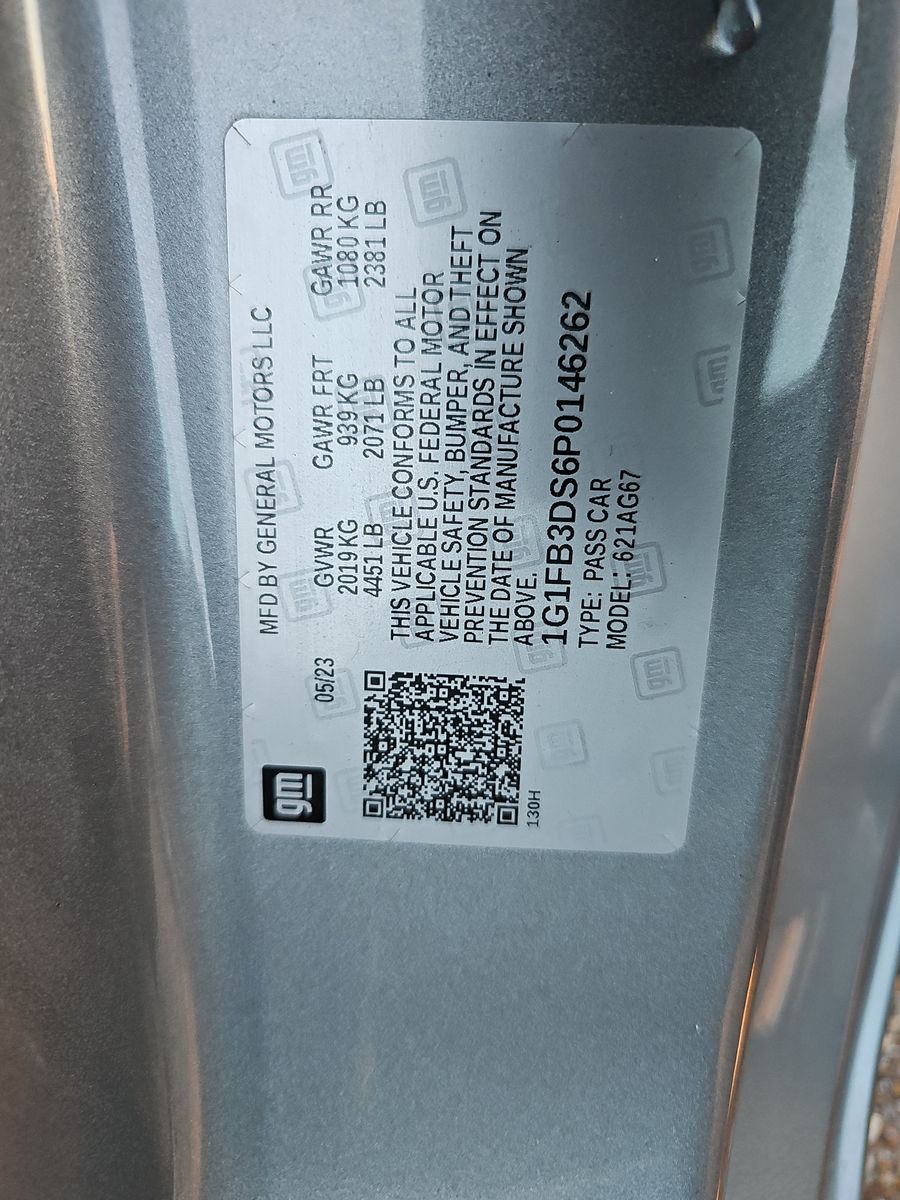 gm
MFD BY GENERAL MOTORS LLC
05/23
GVWR GAWR FRT GAWR RR
2019 KG 939 KG 1080 KG
4451 LB 2071 LB 2381 LB
THIS VEHICLE CONFORMS TO ALL
APPLICABLE U.S. FEDERAL MOTOR
VEHICLE SAFETY, BUMPER, AND THEFT
PREVENTION STANDARDS IN EFFECT ON
THE DATE OF MANUFACTURE SHOWN
ABOVE.
1G1FB3DS6P0146262
TYPE: PASS CAR
MODEL: 621AG67
130H